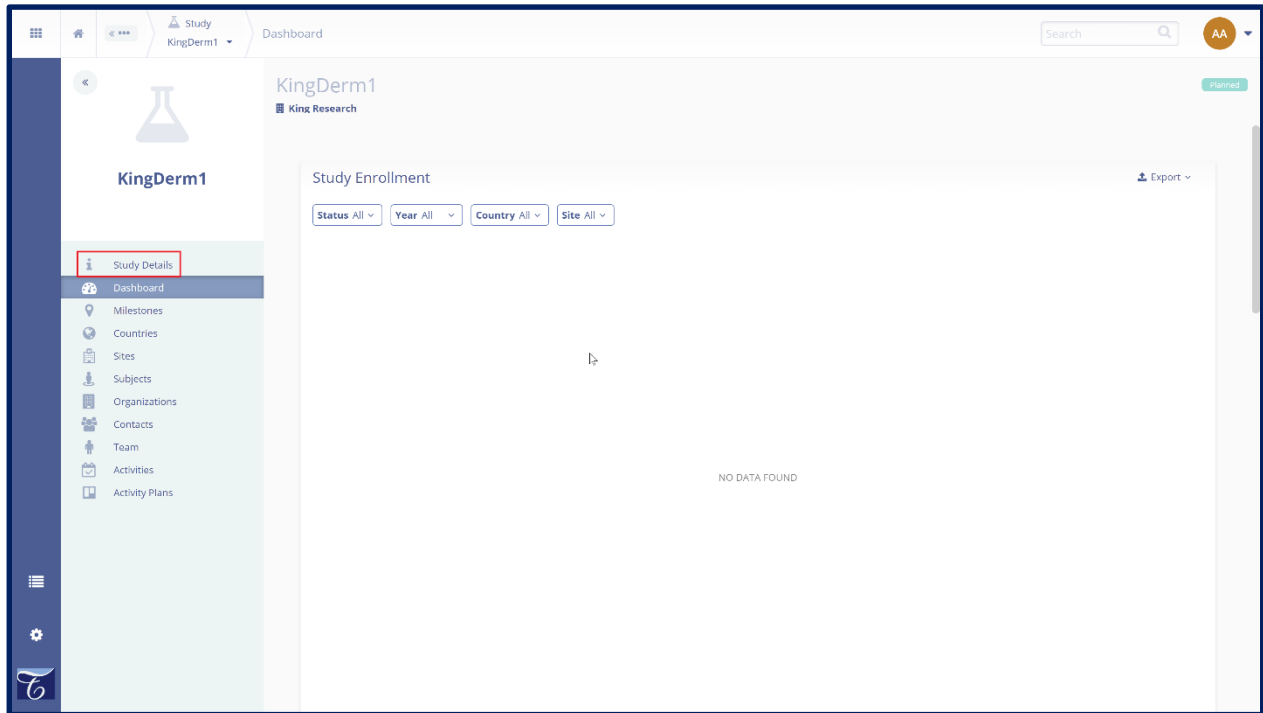 Study
KingDerm1
Dashboard
Search
AA
KingDerm1
King Research
Planned
KingDerm1
Study Enrollment
Export
Status All
Year All
Country All
Site All
Study Details
Dashboard
Milestones
Countries
Sites
Subjects
Organizations
Contacts
Team
Activities
Activity Plans
NO DATA FOUND